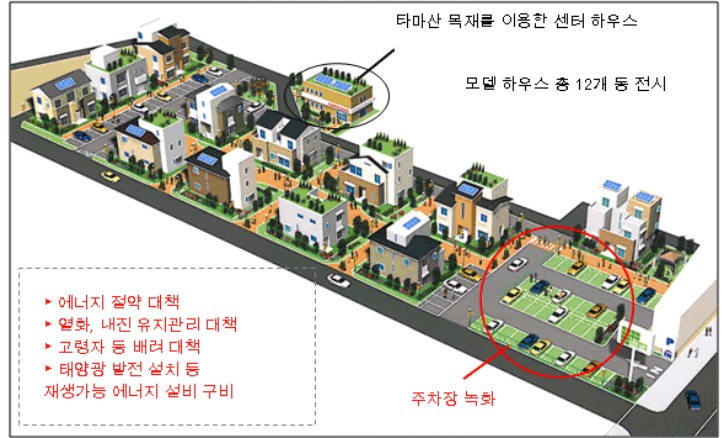 타마산 목재를 이용한 센터 하우스
모델 하우스 총 12개 동 전시
▸ 에너지 절약 대책
▸ 열화, 내진 유지관리 대책
▸ 고령자 등 배려 대책
▸ 태양광 발전 설치 등
재생가능 에너지 설비 구비
주차장 녹화
P
IN